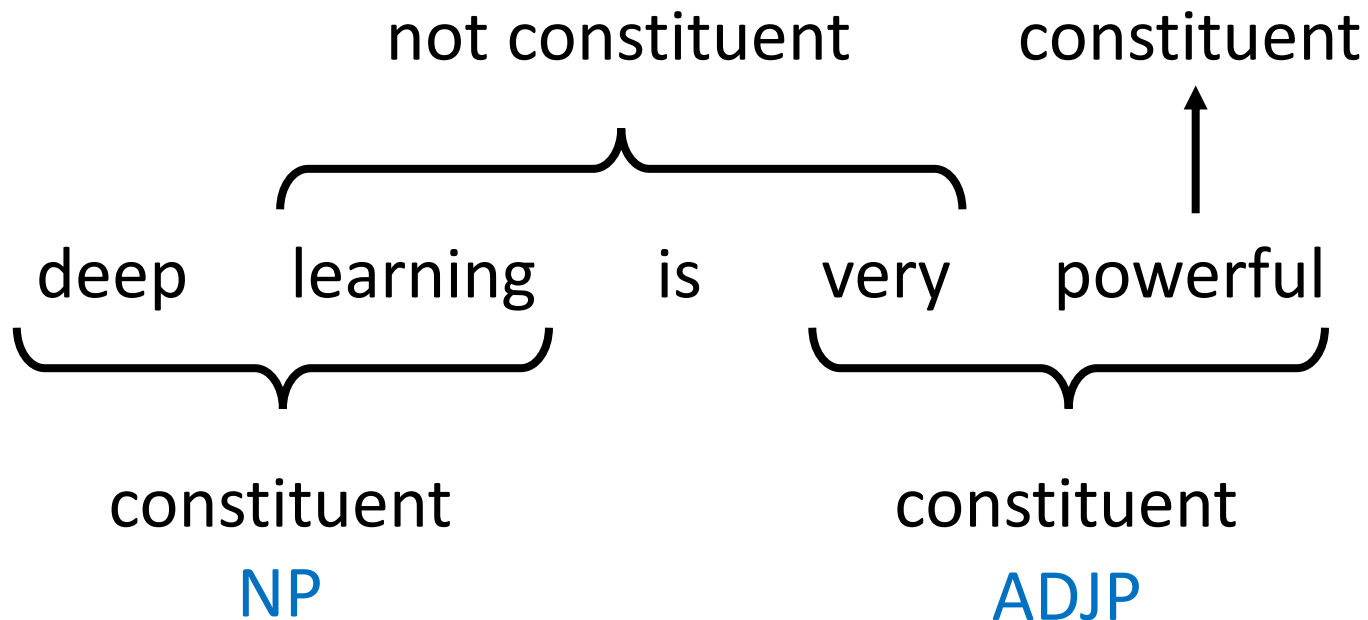 not constituent constituent
deep learning is very powerful
constituent constituent
NP ADJP